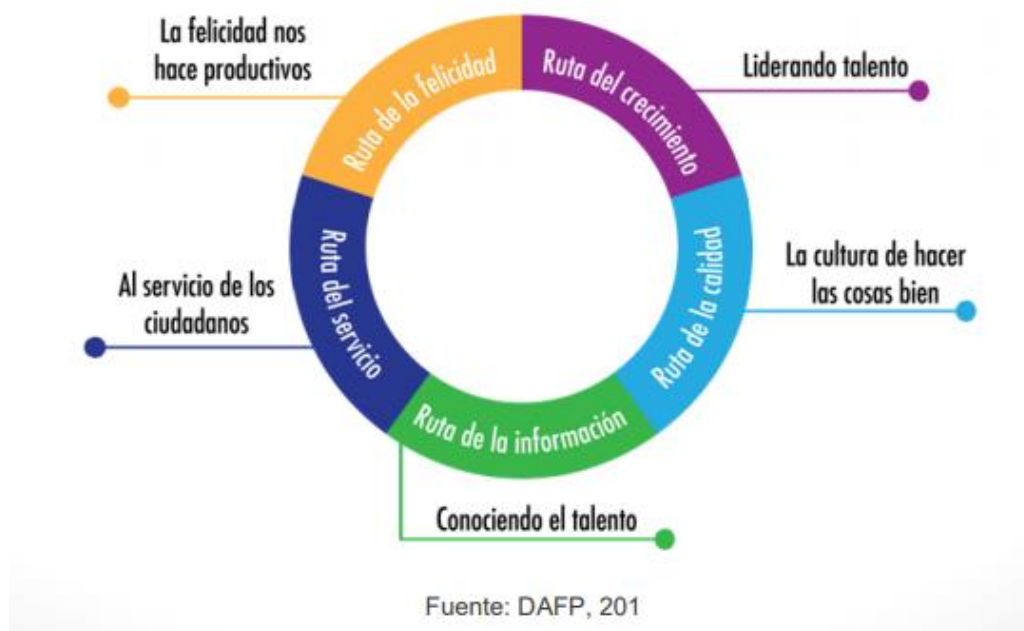 La felicidad nos
hace productivos
Ruta de la felicidad
Ruta del crecimiento
Liderando talento
La cultura de hacer
las cosas bien
Ruta de la calidad
Al servicio de los
ciudadanos
Ruta del servicio
Ruta de la información
Conociendo el talento
Fuente: DAFP, 201